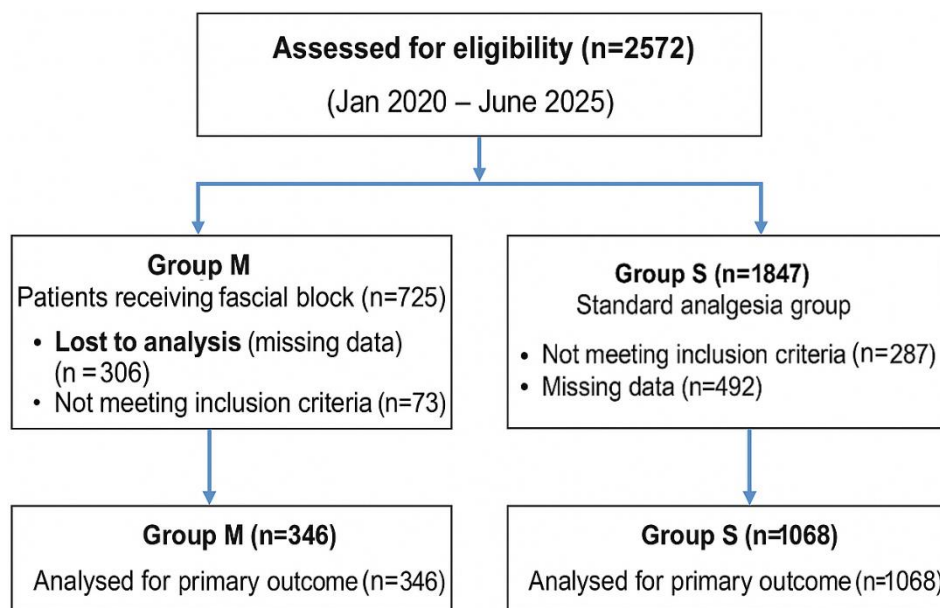 Assessed for eligibility (n=2572)
(Jan 2020 – June 2025)
Group M
Patients receiving fascial block (n=725)
• Lost to analysis (missing data)
(n = 306)
• Not meeting inclusion criteria (n=73)
Group S (n=1847)
Standard analgesia group
• Not meeting inclusion criteria (n=287)
• Missing data (n=492)
Group M (n=346)
Analysed for primary outcome (n=346)
Group S (n=1068)
Analysed for primary outcome (n=1068)